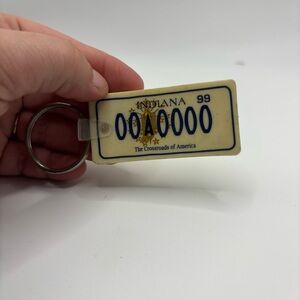 INDIANA 99
00A0000
The Crossroads of America